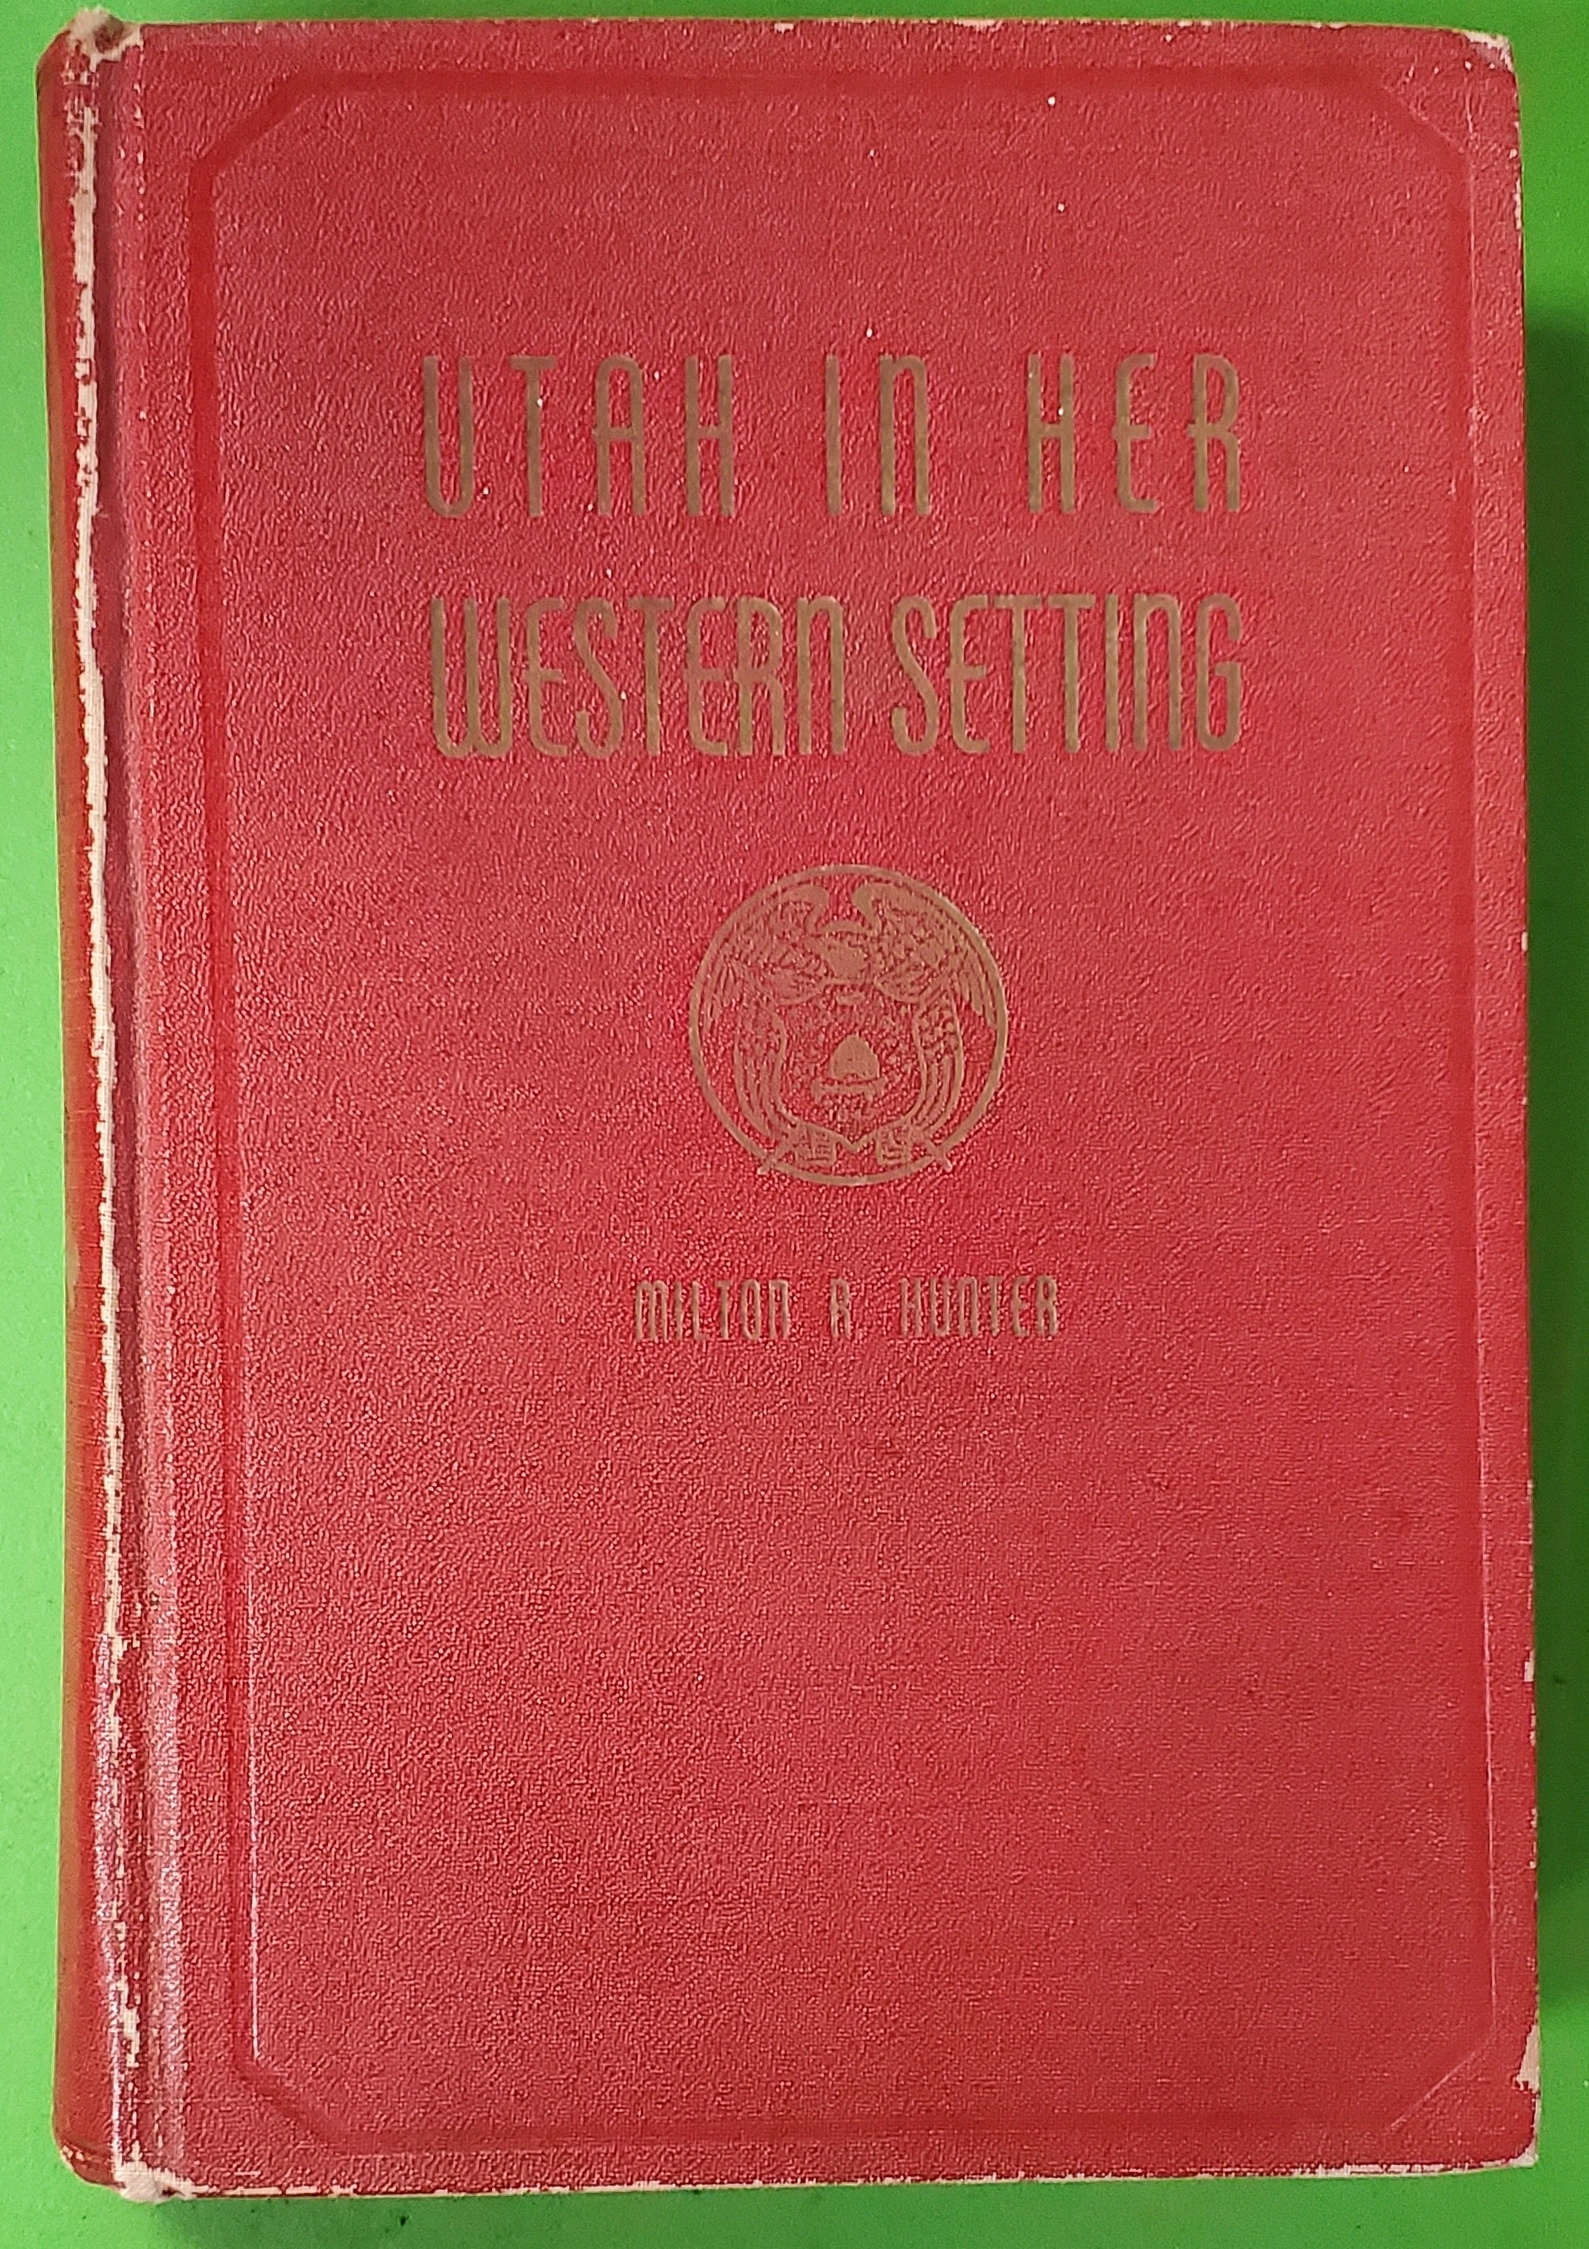 UTAH IN HER
WESTERN SETTING
MILTON R HUNTER